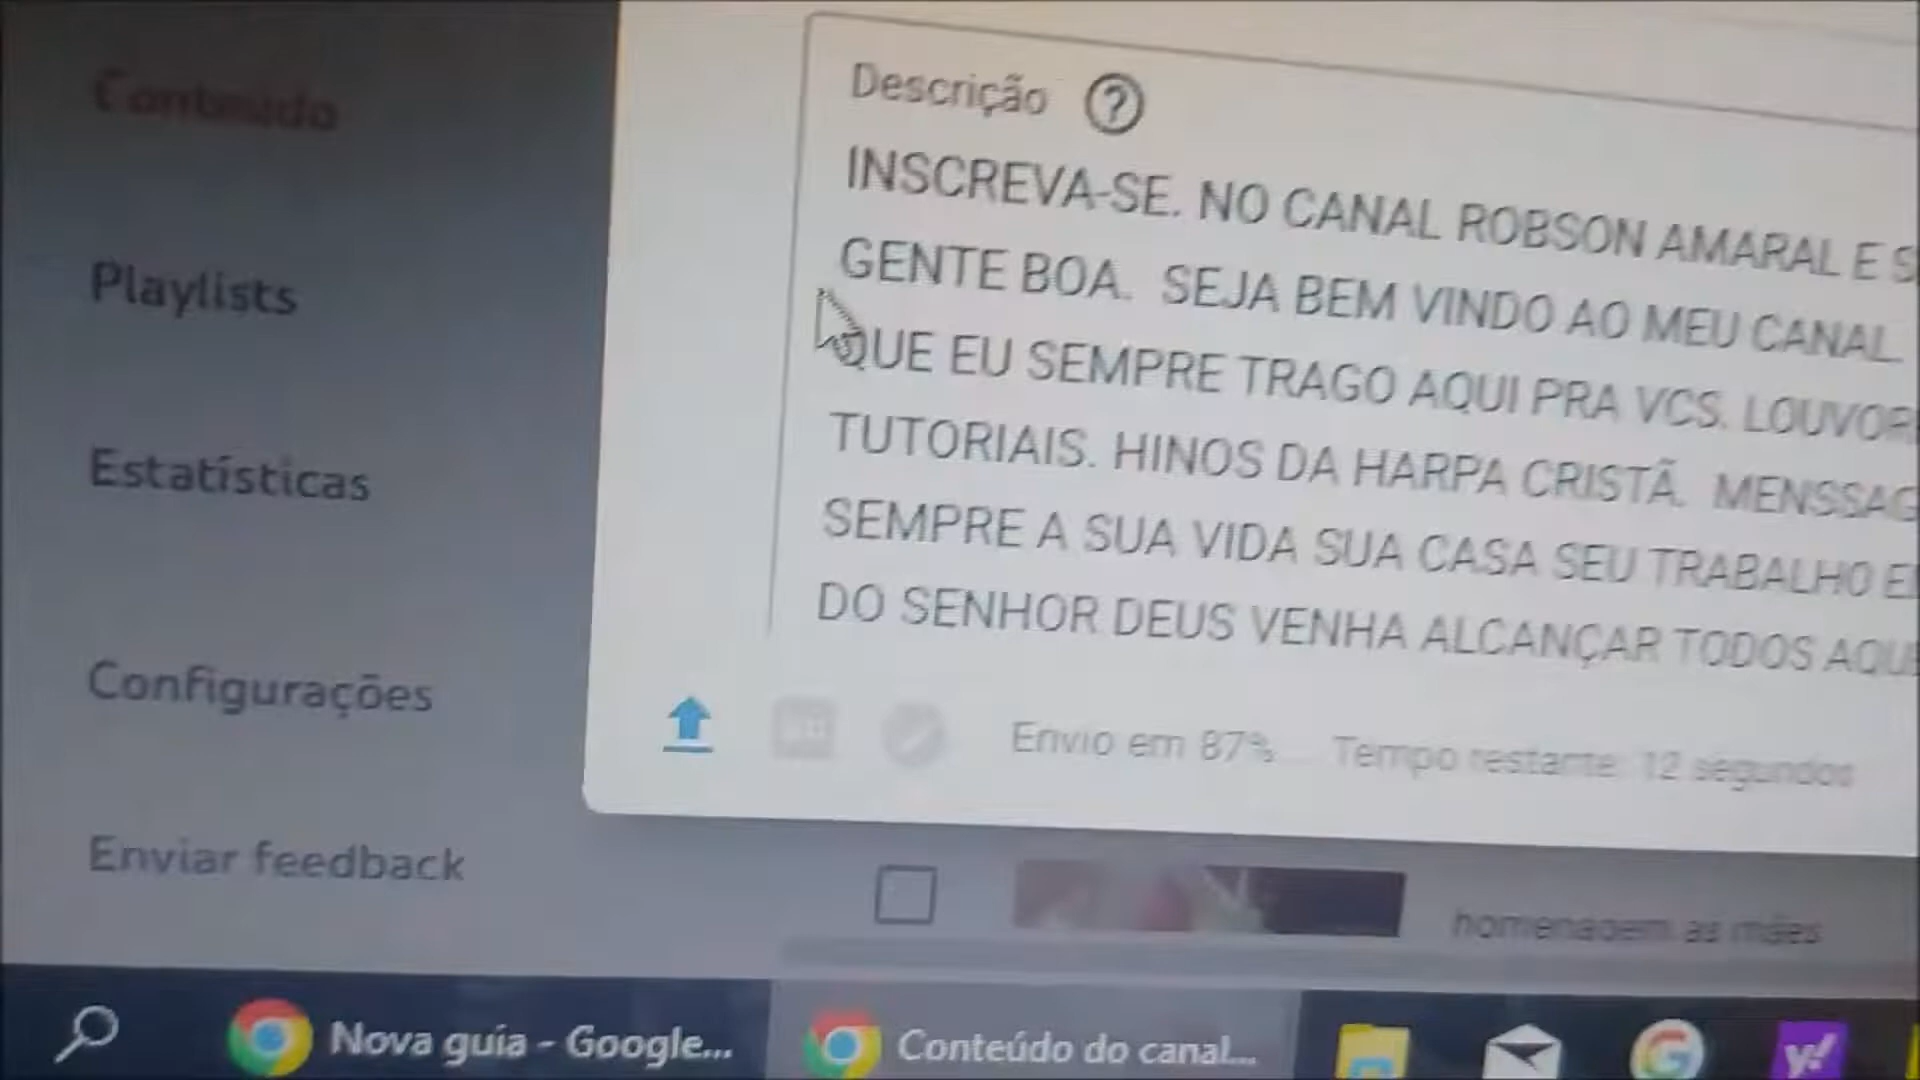 Conteúdo
Playlists
Estatísticas
Configurações
Enviar feedback
Descrição ?
INSCREVA-SE. NO CANAL ROBSON AMARAL E S
GENTE BOA. SEJA BEM VINDO AO MEU CANAL.
QUE EU SEMPRE TRAGO AQUI PRA VCS. LOUVOR
TUTORIAIS. HINOS DA HARPA CRISTÃ. MENSSAG
SEMPRE A SUA VIDA SUA CASA SEU TRABALHO E
DO SENHOR DEUS VENHA ALCANÇAR TODOS AQU
Envio em 87% ... Tempo restante: 12 segundos
homenagem as mães
Nova guia - Google...
Conteúdo do canal...
G
y!